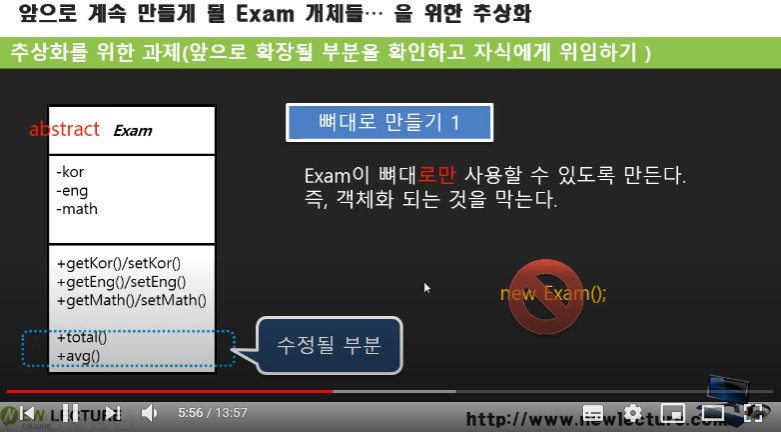 앞으로 계속 만들게 될 Exam 개체들… 을 위한 추상화
추상화를 위한 과제(앞으로 확장될 부분을 확인하고 자식에게 위임하기 )
abstract Exam
-kor
-eng
-math
+getKor()/setKor()
+getEng()/setEng()
+getMath()/setMath()
+total()
+avg()
뼈대로 만들기 1
Exam이 뼈대로만 사용할 수 있도록 만든다.
즉, 객체화 되는 것을 막는다.
new Exam();
수정될 부분
NEW LECTURE
ON-LINE
5:56 / 13:57
http://www.newlecture.com